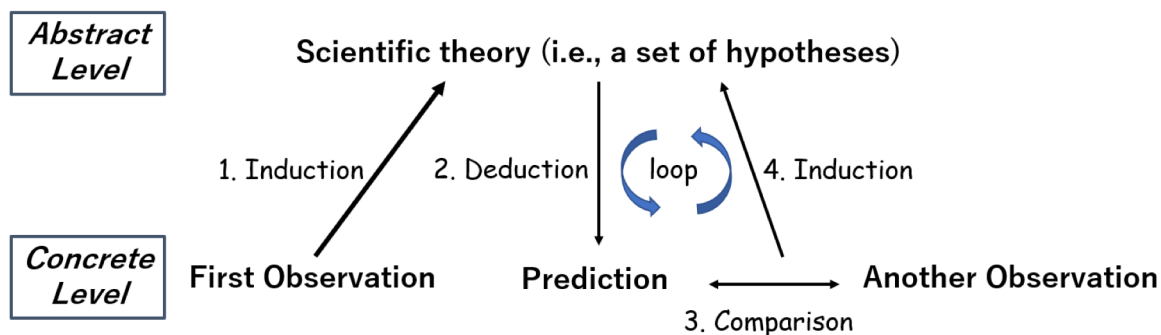 Abstract
Level
Scientific theory (i.e., a set of hypotheses)
1. Induction
2. Deduction
loop
4. Induction
Concrete
Level
First Observation
Prediction
Another Observation
3. Comparison